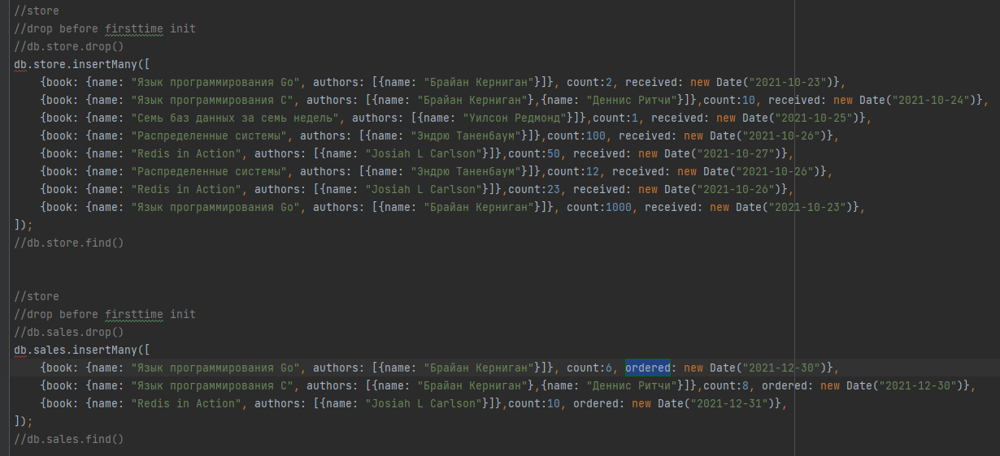 //store
//drop before firsttime init
//db.store.drop()
db.store.insertMany([
    {book: {name: "Язык программирования Go", authors: [{name: "Брайан Керниган"}]}, count:2, received: new Date("2021-10-23")},
    {book: {name: "Язык программирования C", authors: [{name: "Брайан Керниган"},{name: "Деннис Ритчи"}]},count:10, received: new Date("2021-10-24")},
    {book: {name: "Семь баз данных за семь недель", authors: [{name: "Уилсон Редмонд"}]},count:1, received: new Date("2021-10-25")},
    {book: {name: "Распределенные системы", authors: [{name: "Эндрю Таненбаум"}]},count:100, received: new Date("2021-10-26")},
    {book: {name: "Redis in Action", authors: [{name: "Josiah L Carlson"}]},count:50, received: new Date("2021-10-27")},
    {book: {name: "Распределенные системы", authors: [{name: "Эндрю Таненбаум"}]},count:12, received: new Date("2021-10-26")},
    {book: {name: "Redis in Action", authors: [{name: "Josiah L Carlson"}]},count:23, received: new Date("2021-10-26")},
    {book: {name: "Язык программирования Go", authors: [{name: "Брайан Керниган"}]}, count:1000, received: new Date("2021-10-23")},
]);
//db.store.find()
//store
//drop before firsttime init
//db.sales.drop()
db.sales.insertMany([
    {book: {name: "Язык программирования Go", authors: [{name: "Брайан Керниган"}]}, count:6, ordered: new Date("2021-12-30")},
    {book: {name: "Язык программирования C", authors: [{name: "Брайан Керниган"},{name: "Деннис Ритчи"}]},count:8, ordered: new Date("2021-12-30")},
    {book: {name: "Redis in Action", authors: [{name: "Josiah L Carlson"}]},count:10, ordered: new Date("2021-12-31")},
]);
//db.sales.find()